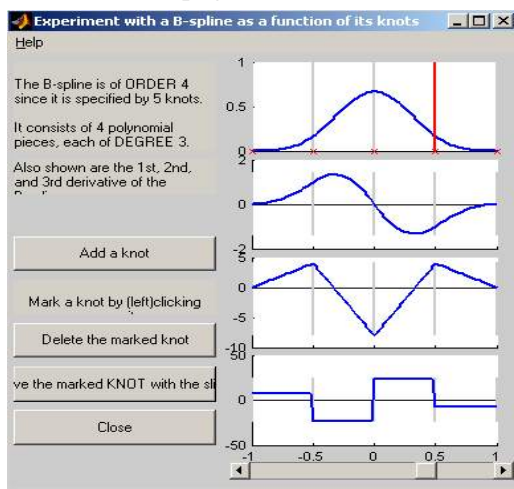 Experiment with a B-spline as a function of its knots
Help
The B-spline is of ORDER 4
since it is specified by 5 knots.
It consists of 4 polynomial
pieces, each of DEGREE 3.
Also shown are the 1st, 2nd,
and 3rd derivative of the
Add a knot
Mark a knot by (left)clicking
Delete the marked knot
ve the marked KNOT with the sli
Close
1
0.5
0
2
0
-2
5
0
-5
-10
50
0
-50
-1 -0.5 0 0.5 1